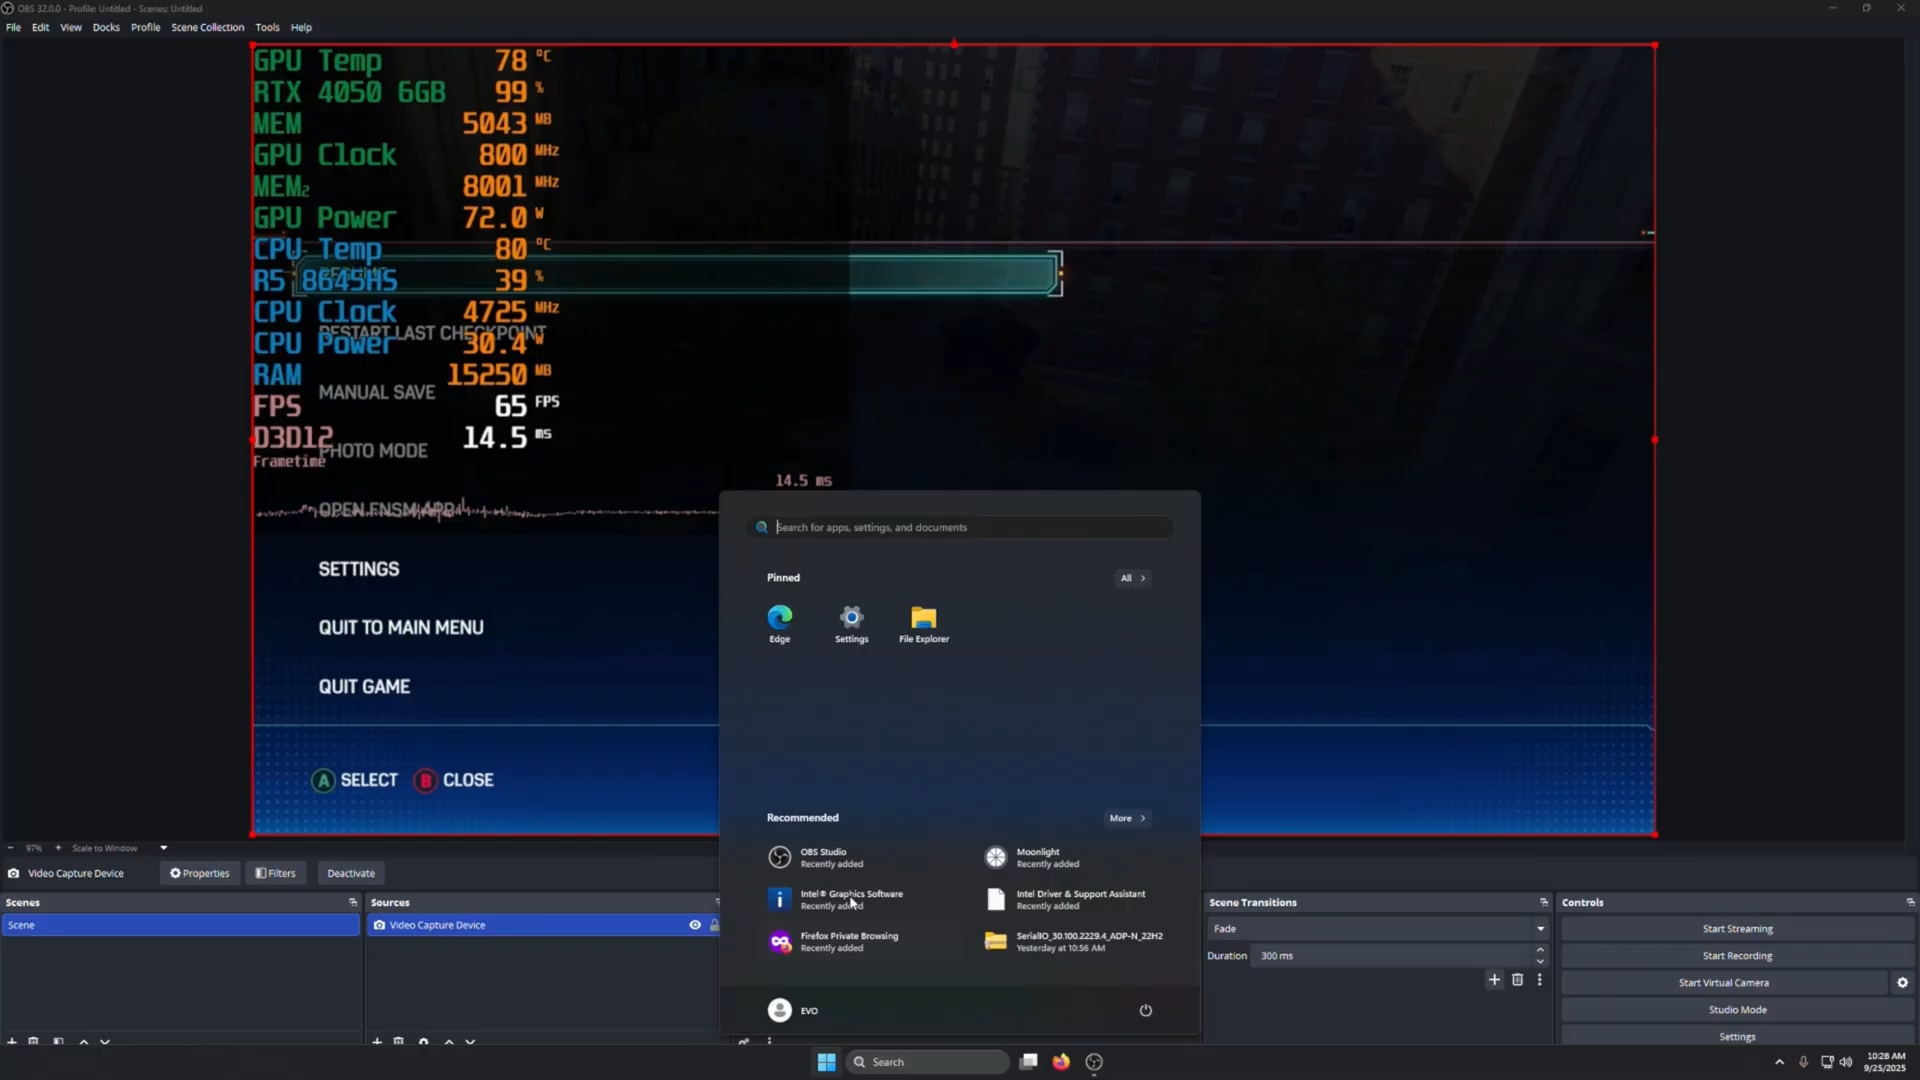 OBS 32.0.0 - Profile: Untitled - Scenes: Untitled
File Edit View Docks Profile Scene Collection Tools Help
GPU Temp 78 °C
RTX 4050 6GB 99 %
MEM 5043 MB
GPU Clock 800 MHz
MEM2 8001 MHz
GPU Power 72.0 W
CPU Temp 80 °C
R5 8645HS 39 %
CPU Clock 4725 MHz
RESTART LAST CHECKPOINT
CPU Power 30.4 W
RAM 15250 MB
MANUAL SAVE
FPS 65 FPS
D3D12 14.5 ms
PHOTO MODE
Frametime
14.5 ms
OPEN FNSM APP
SETTINGS
QUIT TO MAIN MENU
QUIT GAME
A SELECT B CLOSE
Search for apps, settings, and documents
Pinned All
Edge Settings File Explorer
Recommended More
OBS Studio
Recently added
Moonlight
Recently added
Intel® Graphics Software
Recently added
Intel Driver & Support Assistant
Recently added
Firefox Private Browsing
Recently added
SerialIO_30.100.2229.4_ADP-N_22H2
Yesterday at 10:56 AM
EVO
97% Scale to Window
Video Capture Device Properties Filters Deactivate
Scenes
Scene
Sources
Video Capture Device
Scene Transitions
Fade
Duration 300 ms
Controls
Start Streaming
Start Recording
Start Virtual Camera
Studio Mode
Settings
Search
10:28 AM
9/25/2025